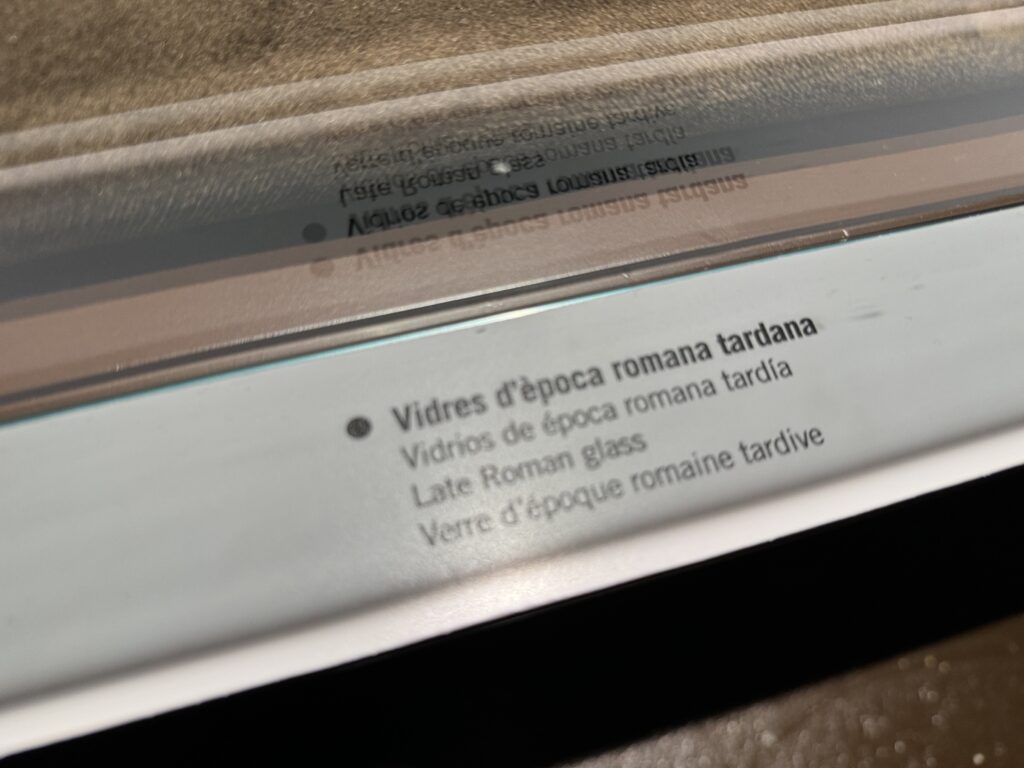 Vidres d'època romana tardana
Vidrios de época romana tardía
Late Roman glass
Verre d'époque romaine tardive